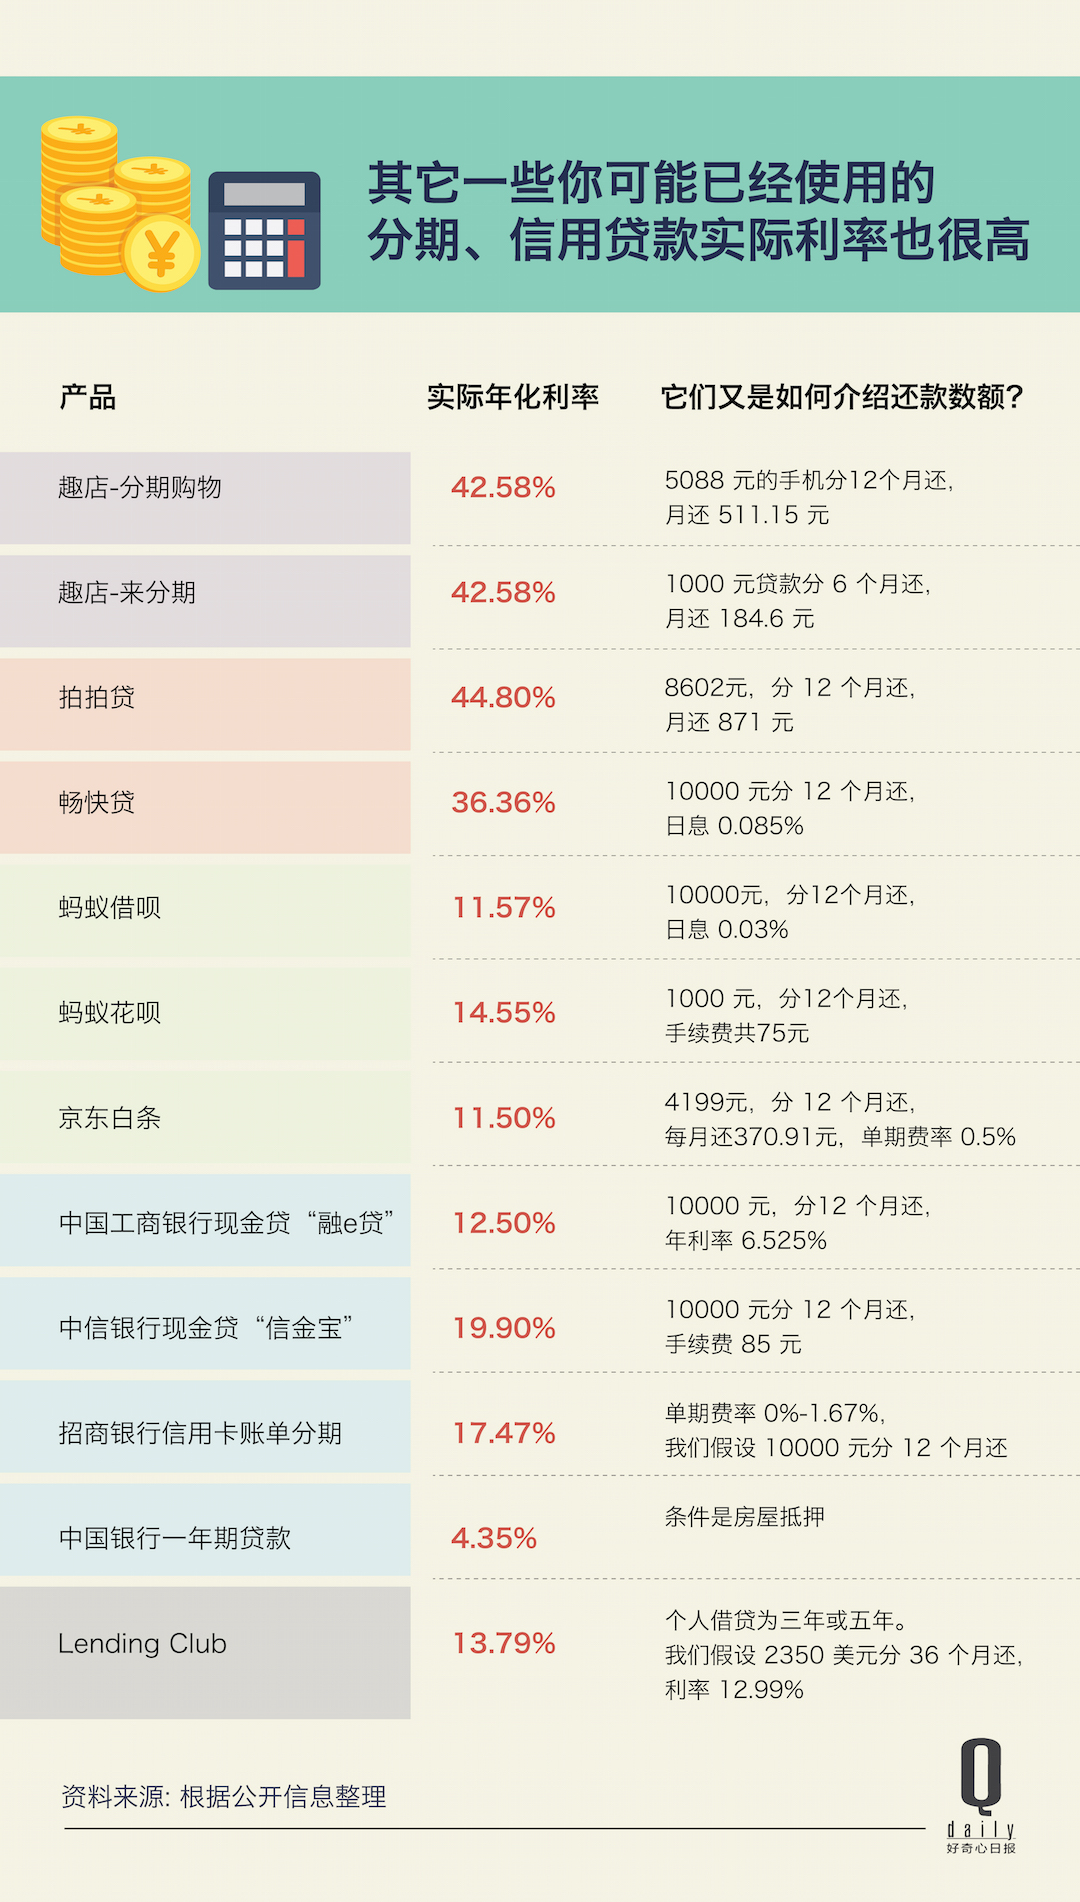 其它一些你可能已经使用的
分期、信用贷款实际利率也很高
产品
实际年化利率
它们又是如何介绍还款数额?
趣店-分期购物
42.58%
5088 元的手机分12个月还,
月还 511.15 元
趣店-来分期
42.58%
1000 元贷款分 6 个月还,
月还 184.6 元
拍拍贷
44.80%
8602元, 分 12 个月还,
月还 871 元
畅快贷
36.36%
10000 元分 12 个月还,
日息 0.085%
蚂蚁借呗
11.57%
10000元, 分12个月还,
日息 0.03%
蚂蚁花呗
14.55%
1000 元, 分12个月还,
手续费共75元
京东白条
11.50%
4199元, 分 12 个月还,
每月还370.91元, 单期费率 0.5%
中国工商银行现金贷“融e贷”
12.50%
10000 元, 分12 个月还,
年利率 6.525%
中信银行现金贷“信金宝”
19.90%
10000 元分 12 个月还,
手续费 85 元
招商银行信用卡账单分期
17.47%
单期费率 0%-1.67%,
我们假设 10000 元分 12 个月还
中国银行一年期贷款
4.35%
条件是房屋抵押
Lending Club
13.79%
个人借贷为三年或五年。
我们假设 2350 美元分 36 个月还,
利率 12.99%
资料来源: 根据公开信息整理
Q
daily
好奇心日报